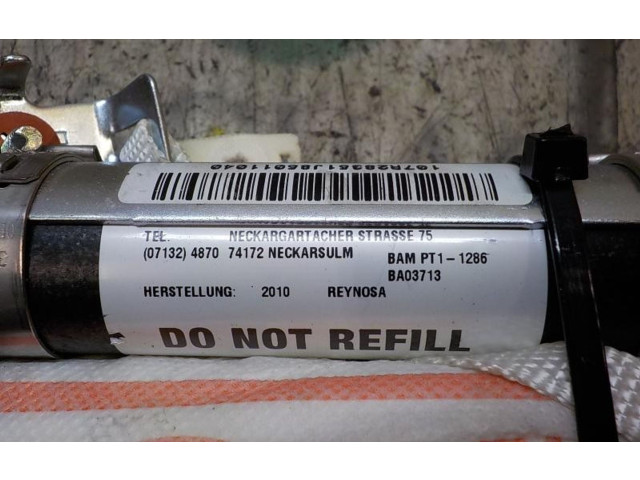 TEL. NECKARGARTACHER STRASSE 75
(07132) 4870 74172 NECKARSULM
BAM PT1-1286
BA03713
HERSTELLUNG: 2010 REYNOSA
DO NOT REFILL